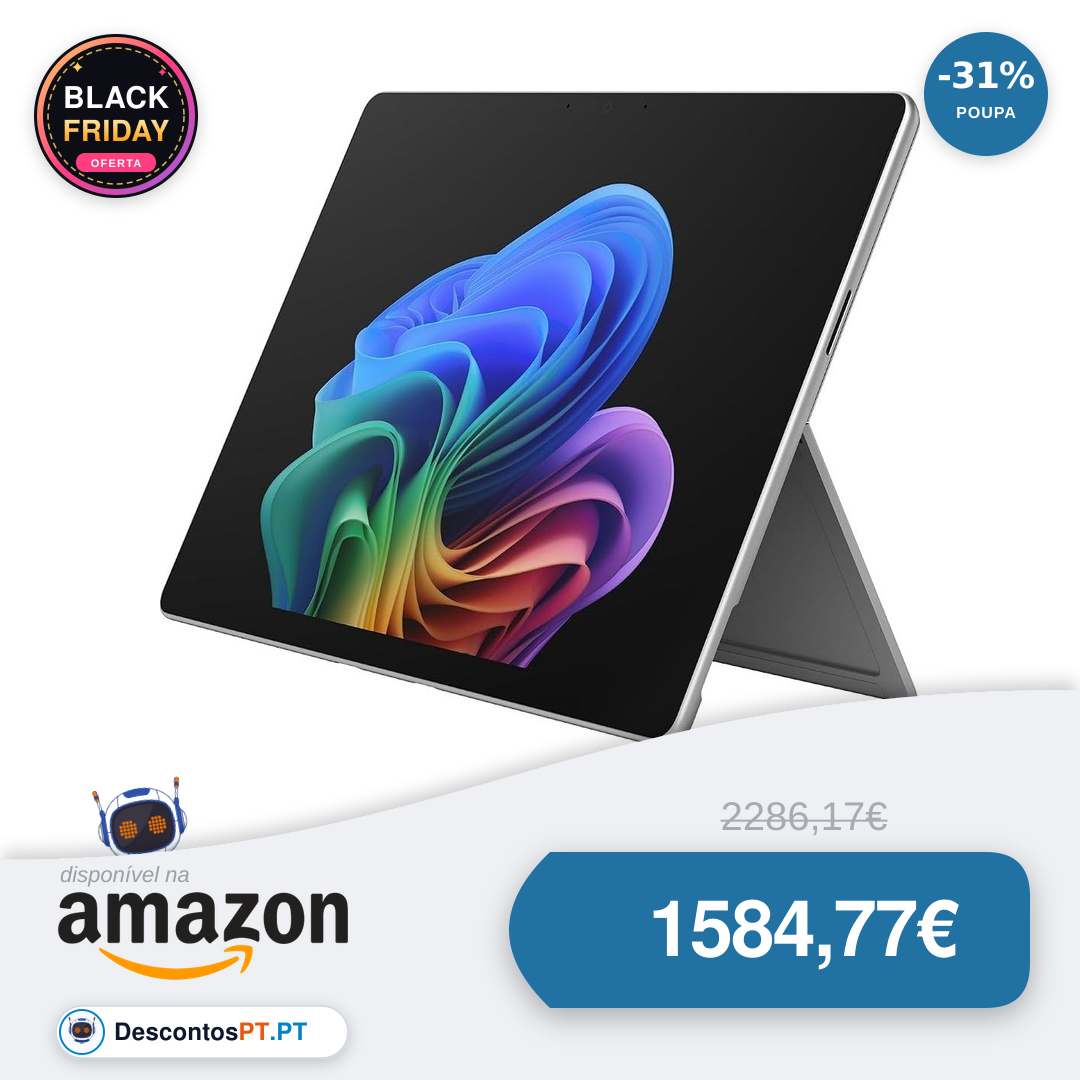 BLACK
FRIDAY
OFERTA
-31%
POUPA
2286,17€
1584,77€
disponível na
amazon
DescontosPT.PT